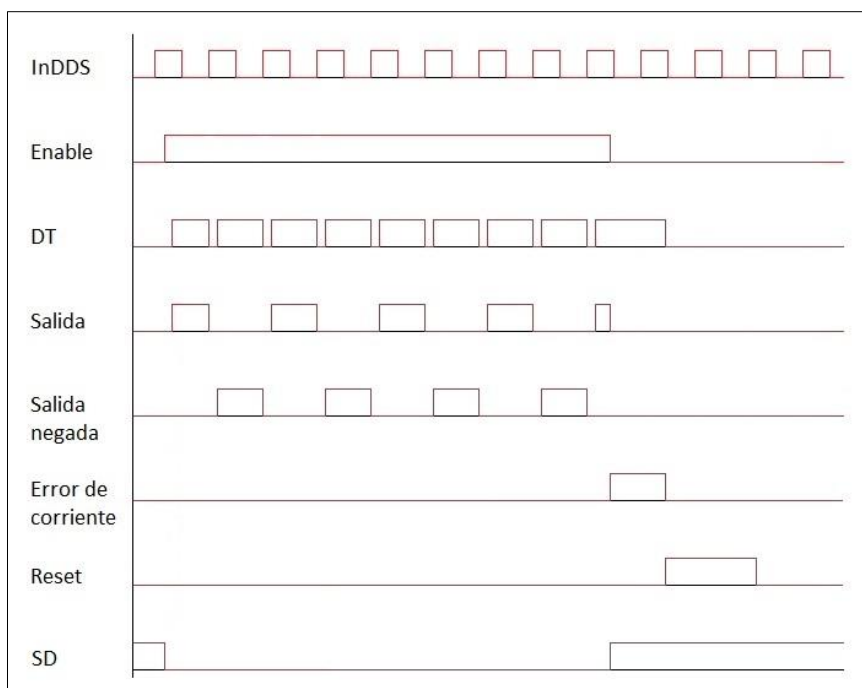 InDDS
Enable
DT
Salida
Salida
negada
Error de
corriente
Reset
SD